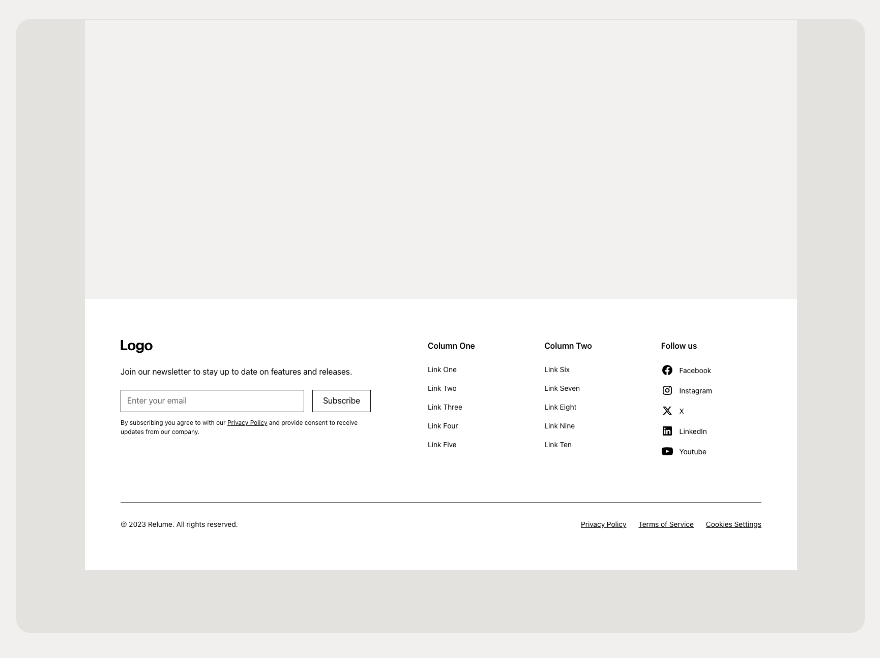 Logo
Join our newsletter to stay up to date on features and releases.
Enter your email
Subscribe
By subscribing you agree to with our Privacy Policy and provide consent to receive
updates from our company.
Column One
Link One
Link Two
Link Three
Link Four
Link Five
Column Two
Link Six
Link Seven
Link Eight
Link Nine
Link Ten
Follow us
Facebook
Instagram
X
LinkedIn
Youtube
© 2023 Relume. All rights reserved.
Privacy Policy
Terms of Service
Cookies Settings